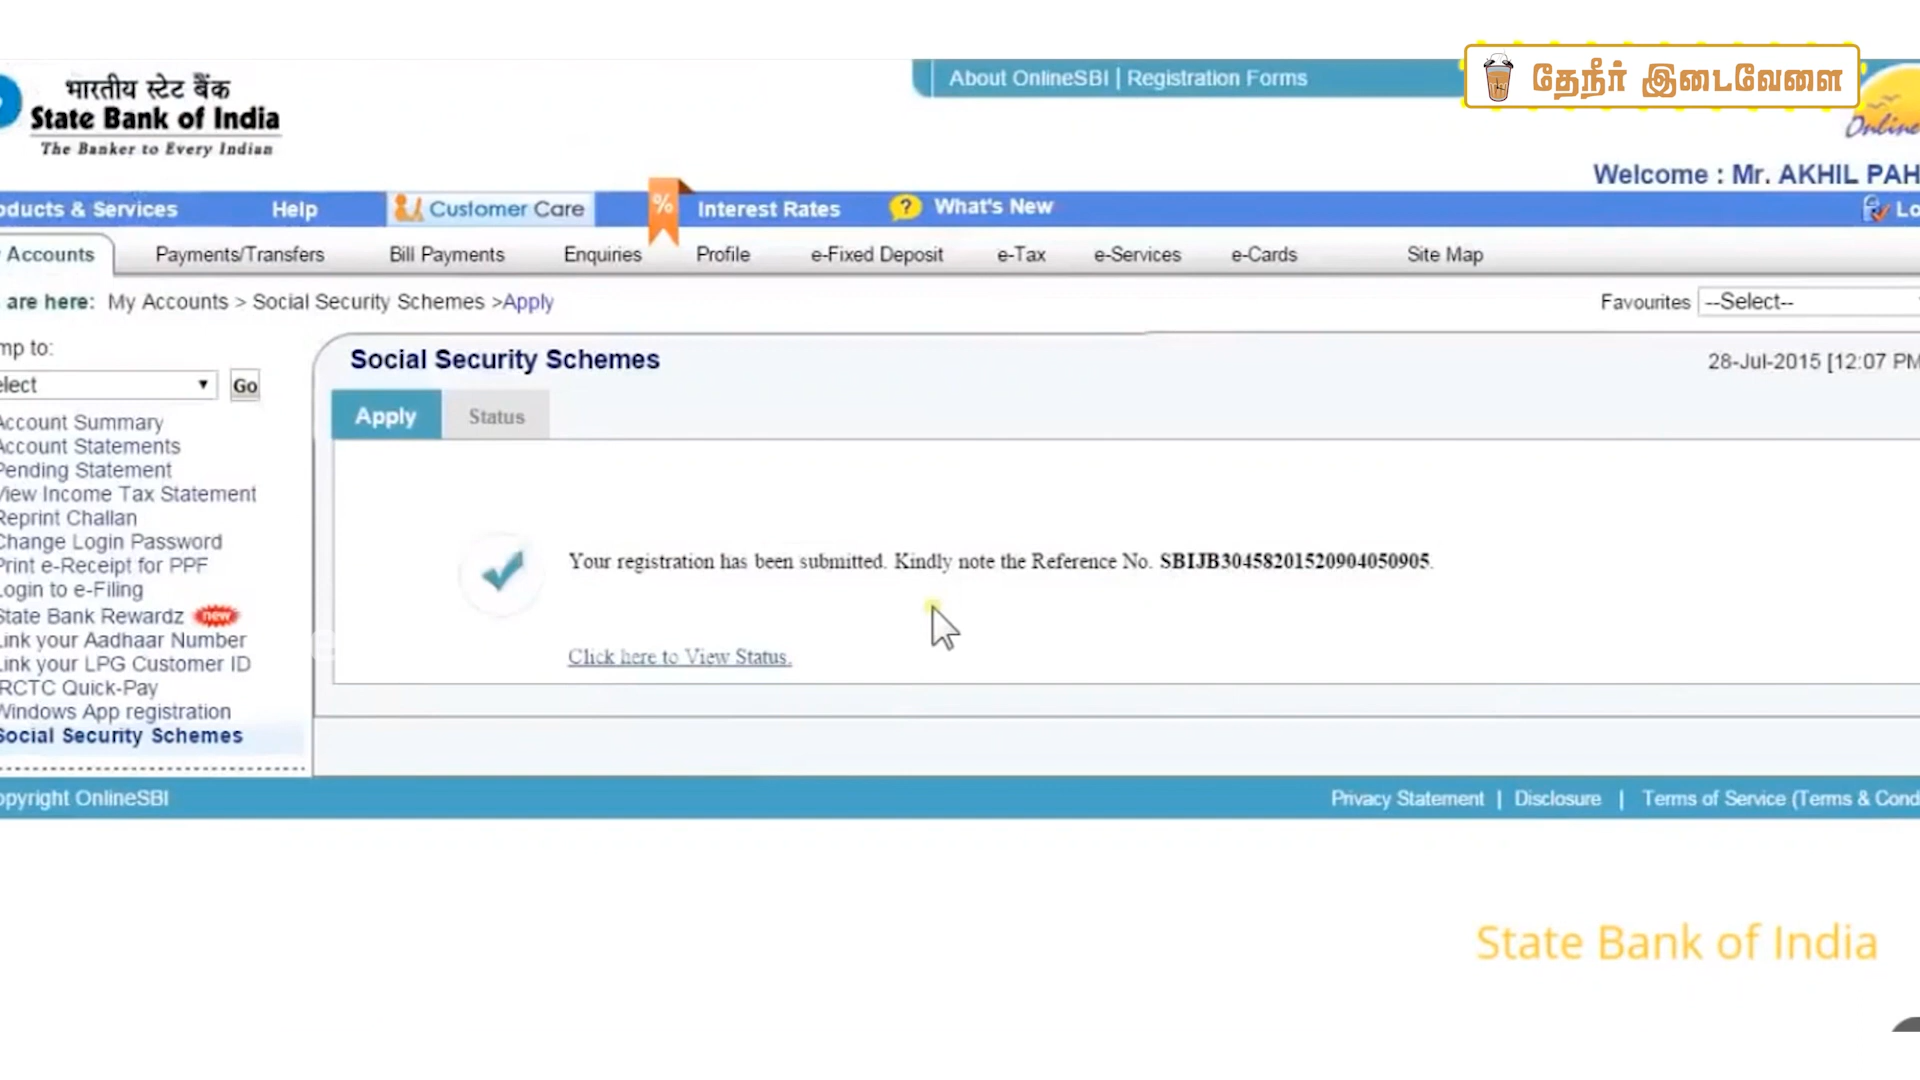 About OnlineSBI | Registration Forms
தேநீர் இடைவேளை
भारतीय स्टेट बैंक
State Bank of India
The Banker to Every Indian
Online
Welcome : Mr. AKHIL PAH
oducts & Services Help Customer Care % Interest Rates ? What's New Lo
Accounts Payments/Transfers Bill Payments Enquiries Profile e-Fixed Deposit e-Tax e-Services e-Cards Site Map
are here: My Accounts > Social Security Schemes >Apply Favourites --Select--
mp to:
elect Go
Social Security Schemes 28-Jul-2015 [12:07 PM
Apply Status
Account Summary
Account Statements
Pending Statement
View Income Tax Statement
Reprint Challan
Change Login Password
Print e-Receipt for PPF
Login to e-Filing
State Bank Rewardz new
Link your Aadhaar Number
Link your LPG Customer ID
IRCTC Quick-Pay
Windows App registration
Social Security Schemes
Your registration has been submitted. Kindly note the Reference No. SBIJB30458201520904050905.
Click here to View Status.
opyright OnlineSBI Privacy Statement | Disclosure | Terms of Service (Terms & Cond
State Bank of India